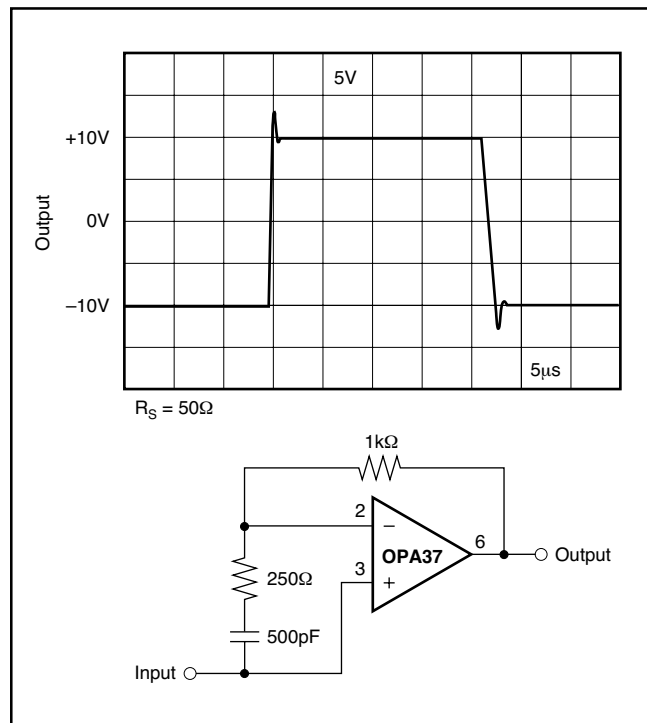 5V
+10V
0V
–10V
Output
5µs
R_S = 50Ω
1kΩ
2
6
–
OPA37
Output
3
+
250Ω
500pF
Input